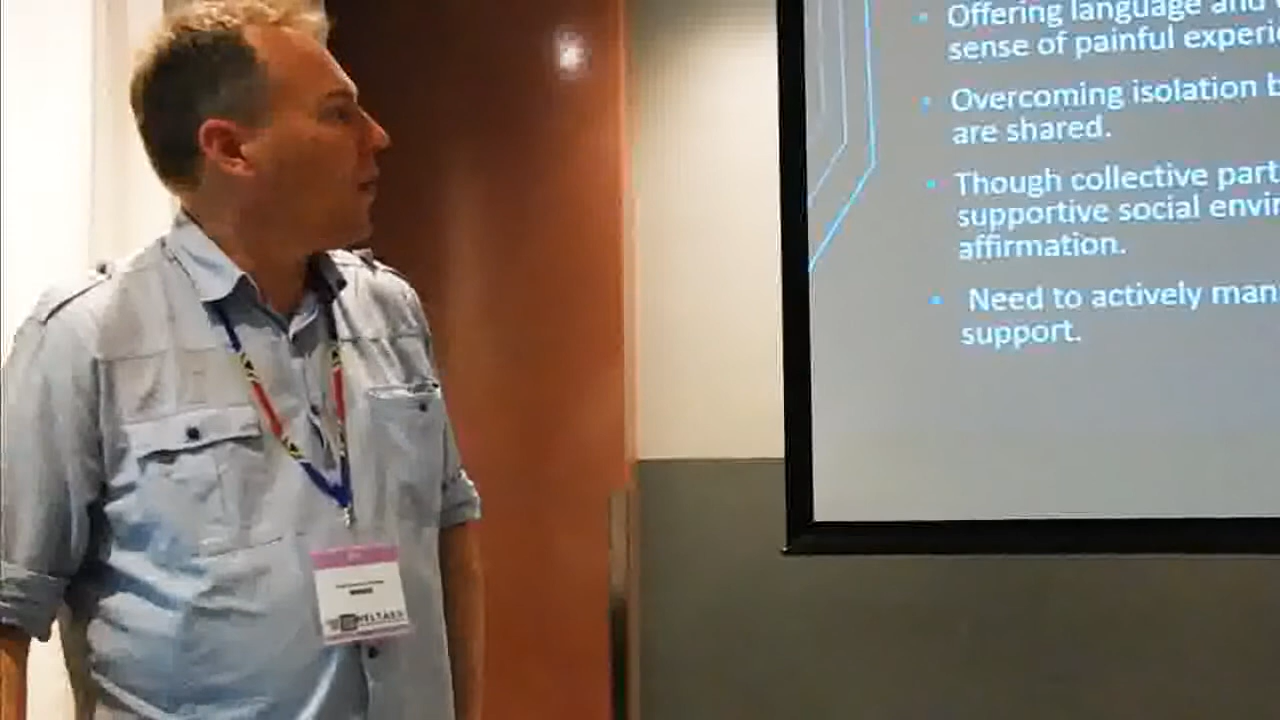 Offering language and
sense of painful experi
Overcoming isolation b
are shared.
Though collective part
supportive social envir
affirmation.
Need to actively man
support.